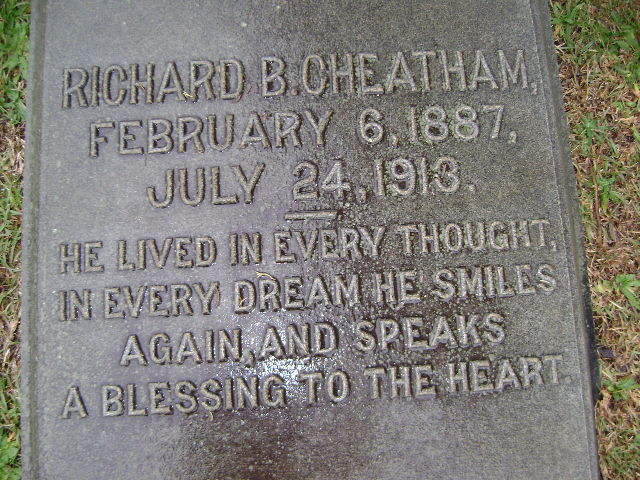 RICHARD B. CHEATHAM,
FEBRUARY 6, 1887,
JULY 24, 1913.
HE LIVED IN EVERY THOUGHT,
IN EVERY DREAM HE SMILES
AGAIN, AND SPEAKS
A BLESSING TO THE HEART.